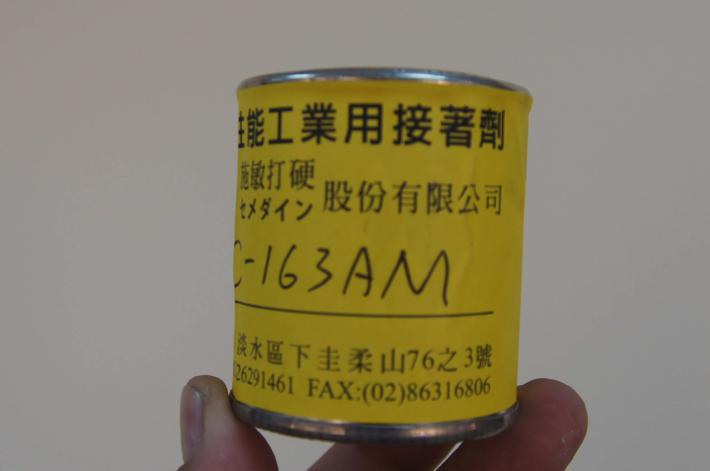 能工業用接著劑
施敏打硬
セメダイン 股份有限公司
C-163AM
淡水區下圭柔山76之3號
26291461 FAX:(02)86316806